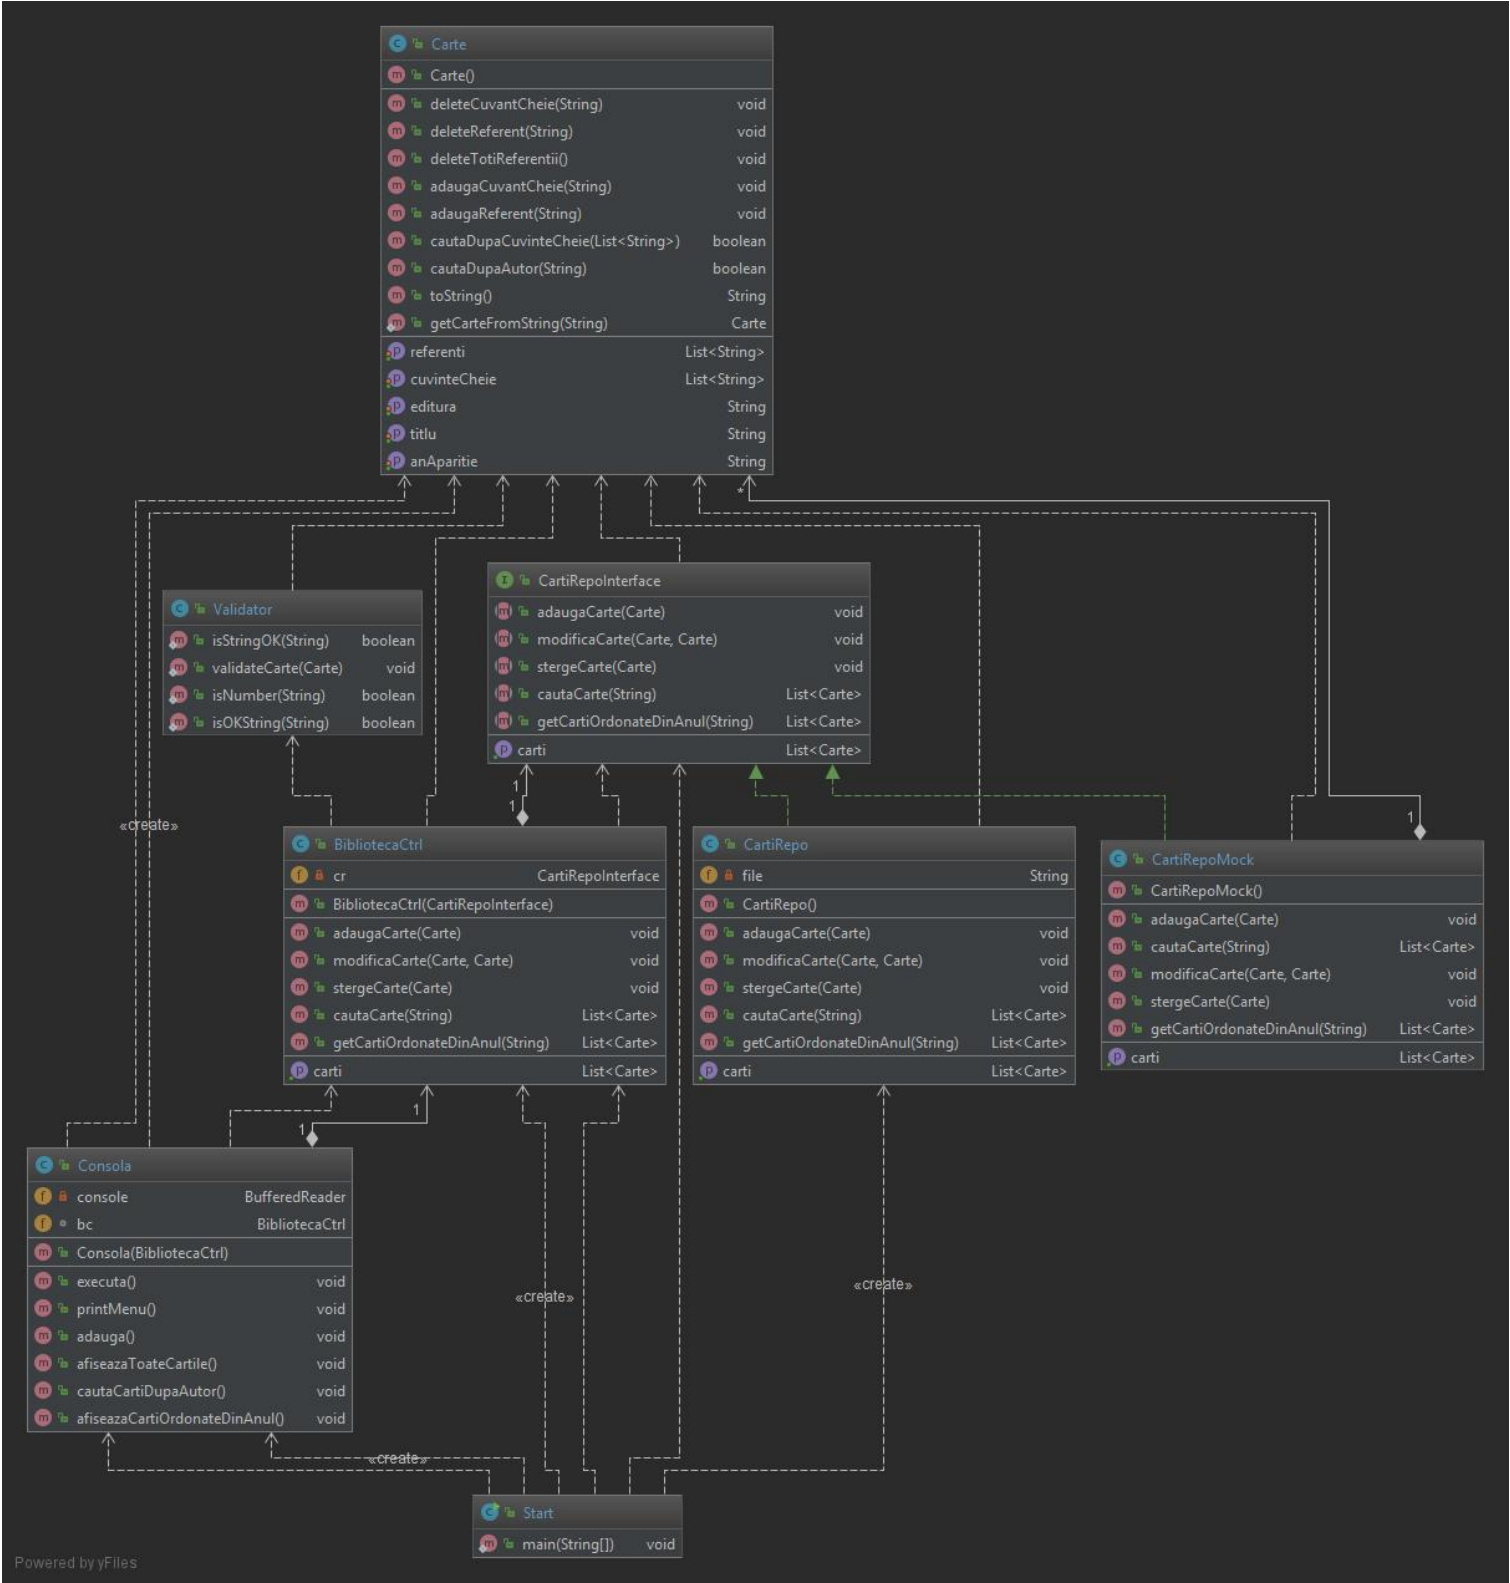 Carte
Carte()
deleteCuvantCheie(String) void
deleteReferent(String) void
deleteTotiReferentii() void
adaugaCuvantCheie(String) void
adaugaReferent(String) void
cautaDupaCuvinteCheie(List<String>) boolean
cautaDupaAutor(String) boolean
toString() String
getCarteFromString(String) Carte
referenti List<String>
cuvinteCheie List<String>
editura String
titlu String
anAparitie String
*
CartiRepoInterface
adaugaCarte(Carte) void
modificaCarte(Carte, Carte) void
stergeCarte(Carte) void
cautaCarte(String) List<Carte>
getCartiOrdonateDinAnul(String) List<Carte>
carti List<Carte>
Validator
isStringOK(String) boolean
validateCarte(Carte) void
isNumber(String) boolean
isOKString(String) boolean
1
1
1
«create»
BibliotecaCtrl
cr CartiRepoInterface
BibliotecaCtrl(CartiRepoInterface)
adaugaCarte(Carte) void
modificaCarte(Carte, Carte) void
stergeCarte(Carte) void
cautaCarte(String) List<Carte>
getCartiOrdonateDinAnul(String) List<Carte>
carti List<Carte>
CartiRepo
file String
CartiRepo()
adaugaCarte(Carte) void
modificaCarte(Carte, Carte) void
stergeCarte(Carte) void
cautaCarte(String) List<Carte>
getCartiOrdonateDinAnul(String) List<Carte>
carti List<Carte>
CartiRepoMock
CartiRepoMock()
adaugaCarte(Carte) void
cautaCarte(String) List<Carte>
modificaCarte(Carte, Carte) void
stergeCarte(Carte) void
getCartiOrdonateDinAnul(String) List<Carte>
carti List<Carte>
1
1
Consola
console BufferedReader
bc BibliotecaCtrl
Consola(BibliotecaCtrl)
executa() void
printMenu() void
adauga() void
afiseazaToateCartile() void
cautaCartiDupaAutor() void
afiseazaCartiOrdonateDinAnul() void
«create»
«create»
«create»
Start
main(String[]) void
Powered by yFiles